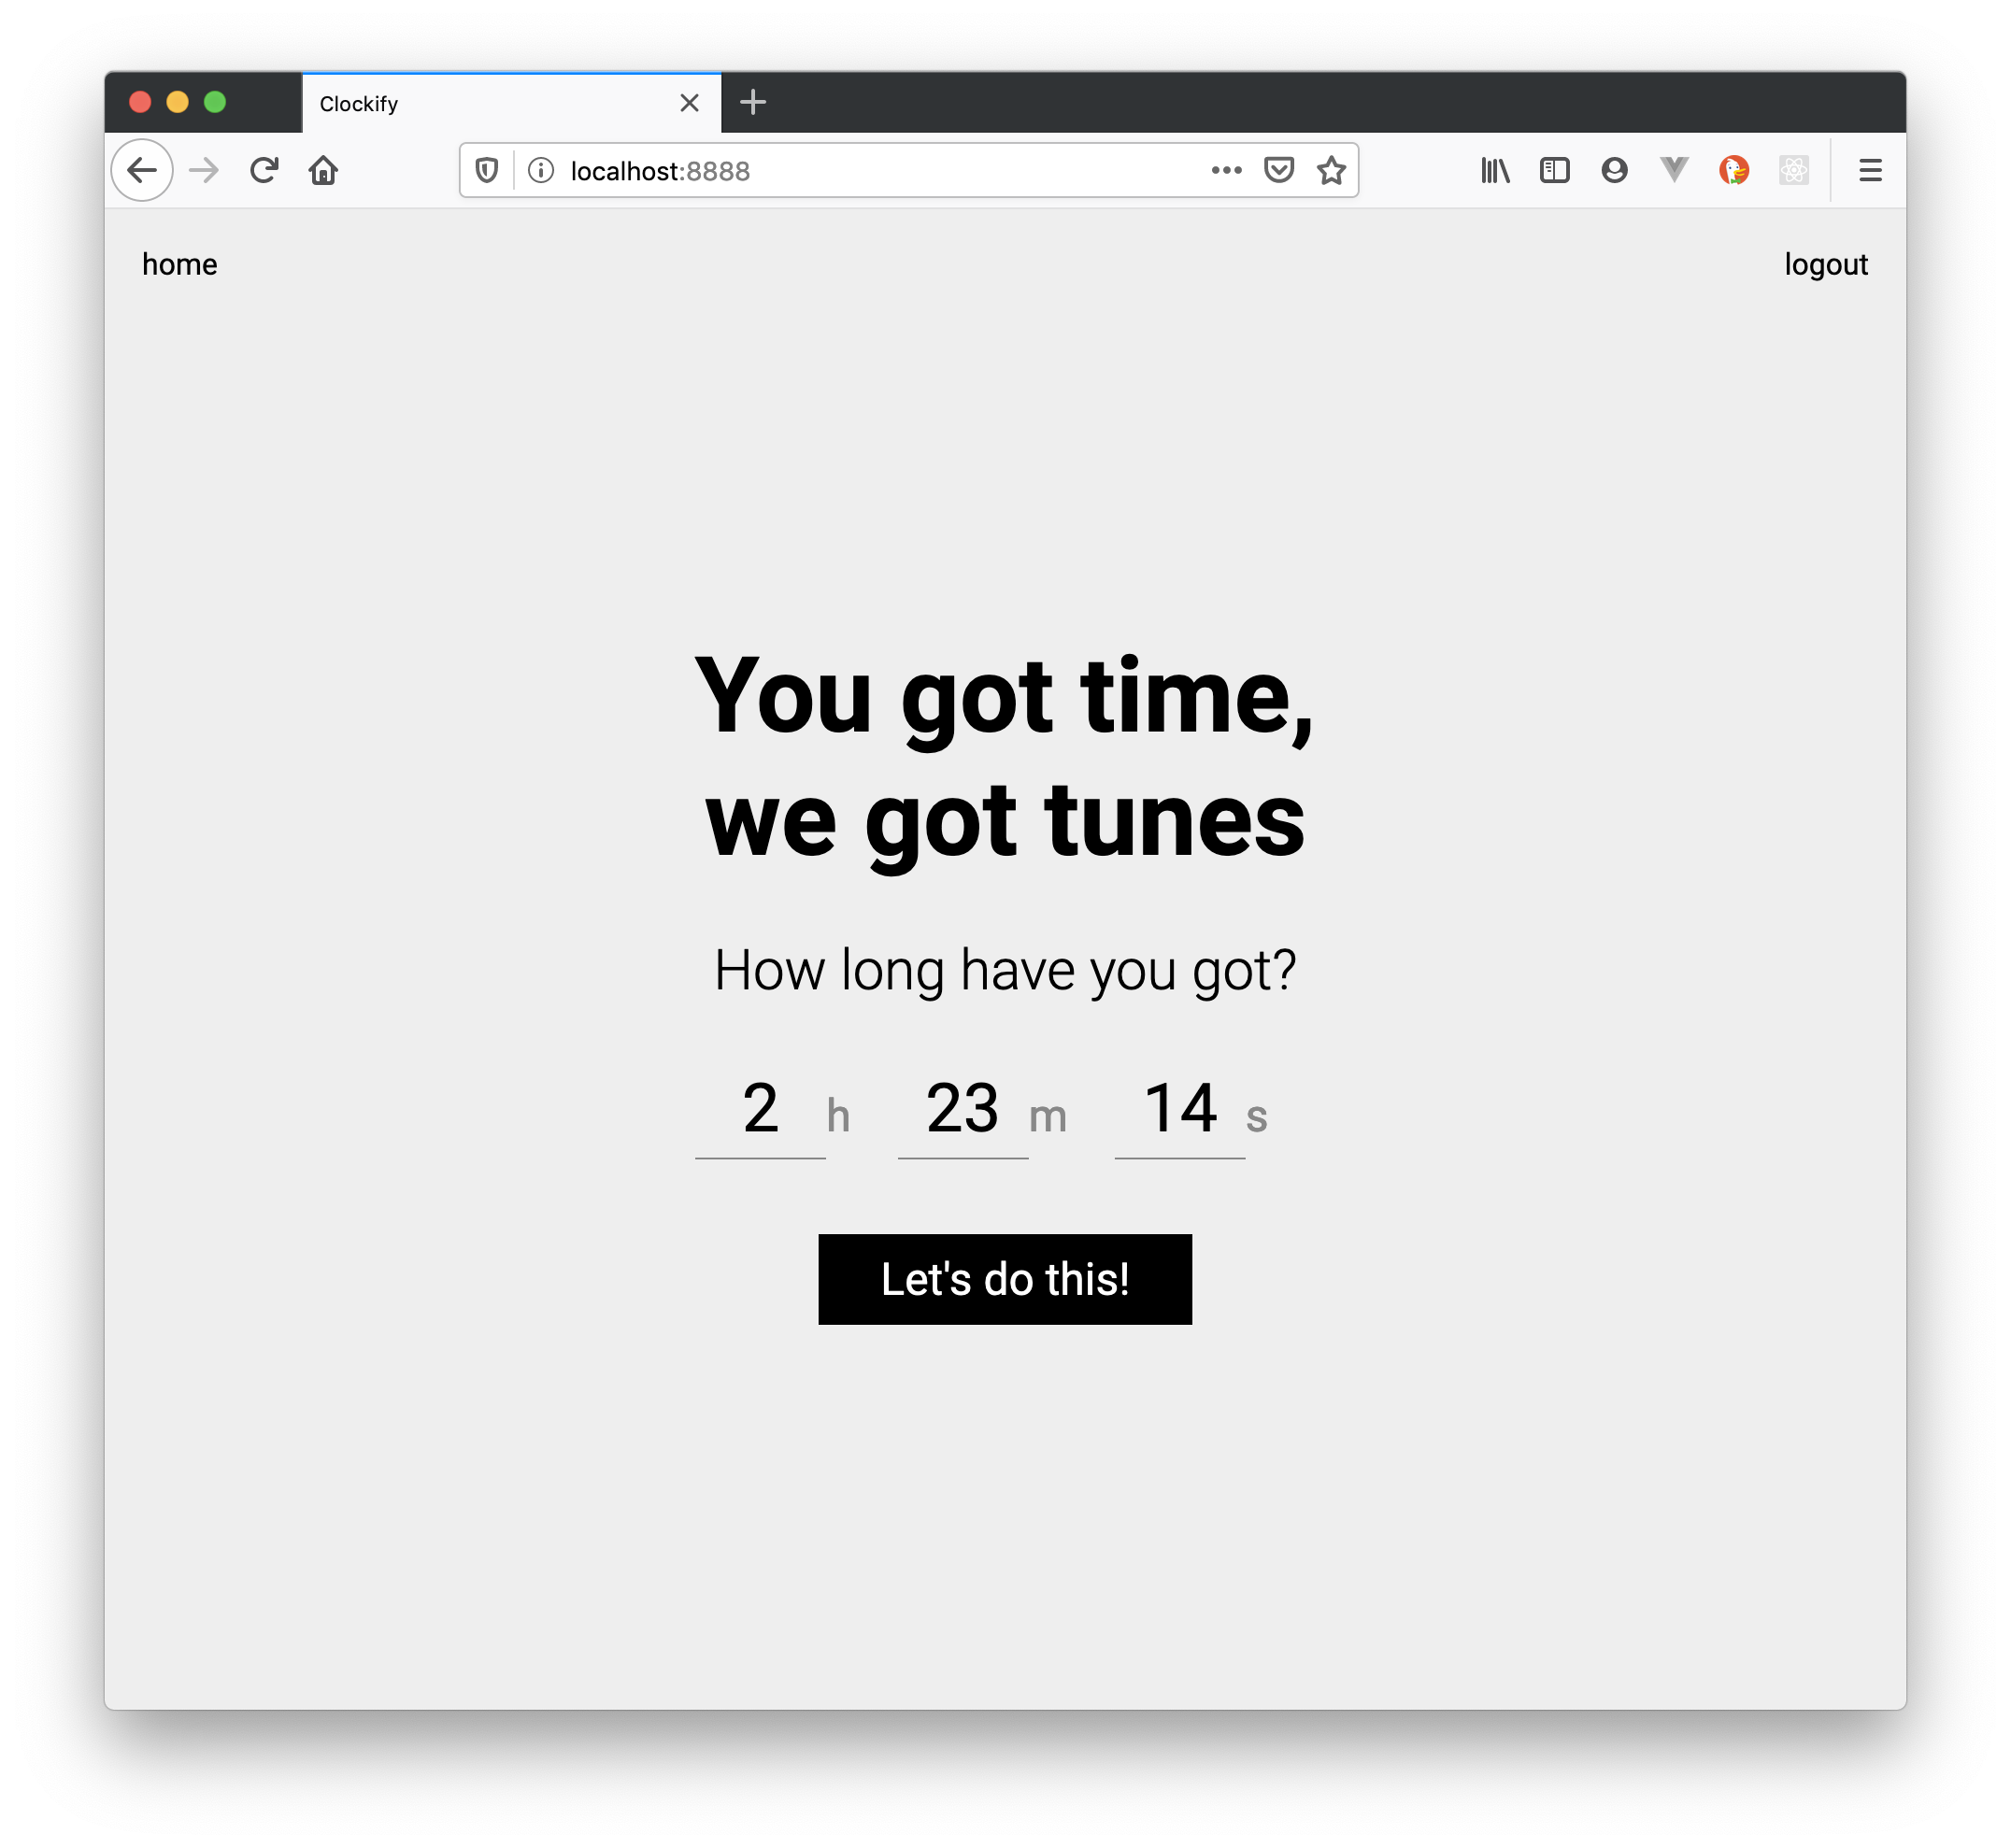 Clockify
localhost:8888
home
logout
You got time,
we got tunes
How long have you got?
2 h 23 m 14 s
Let's do this!